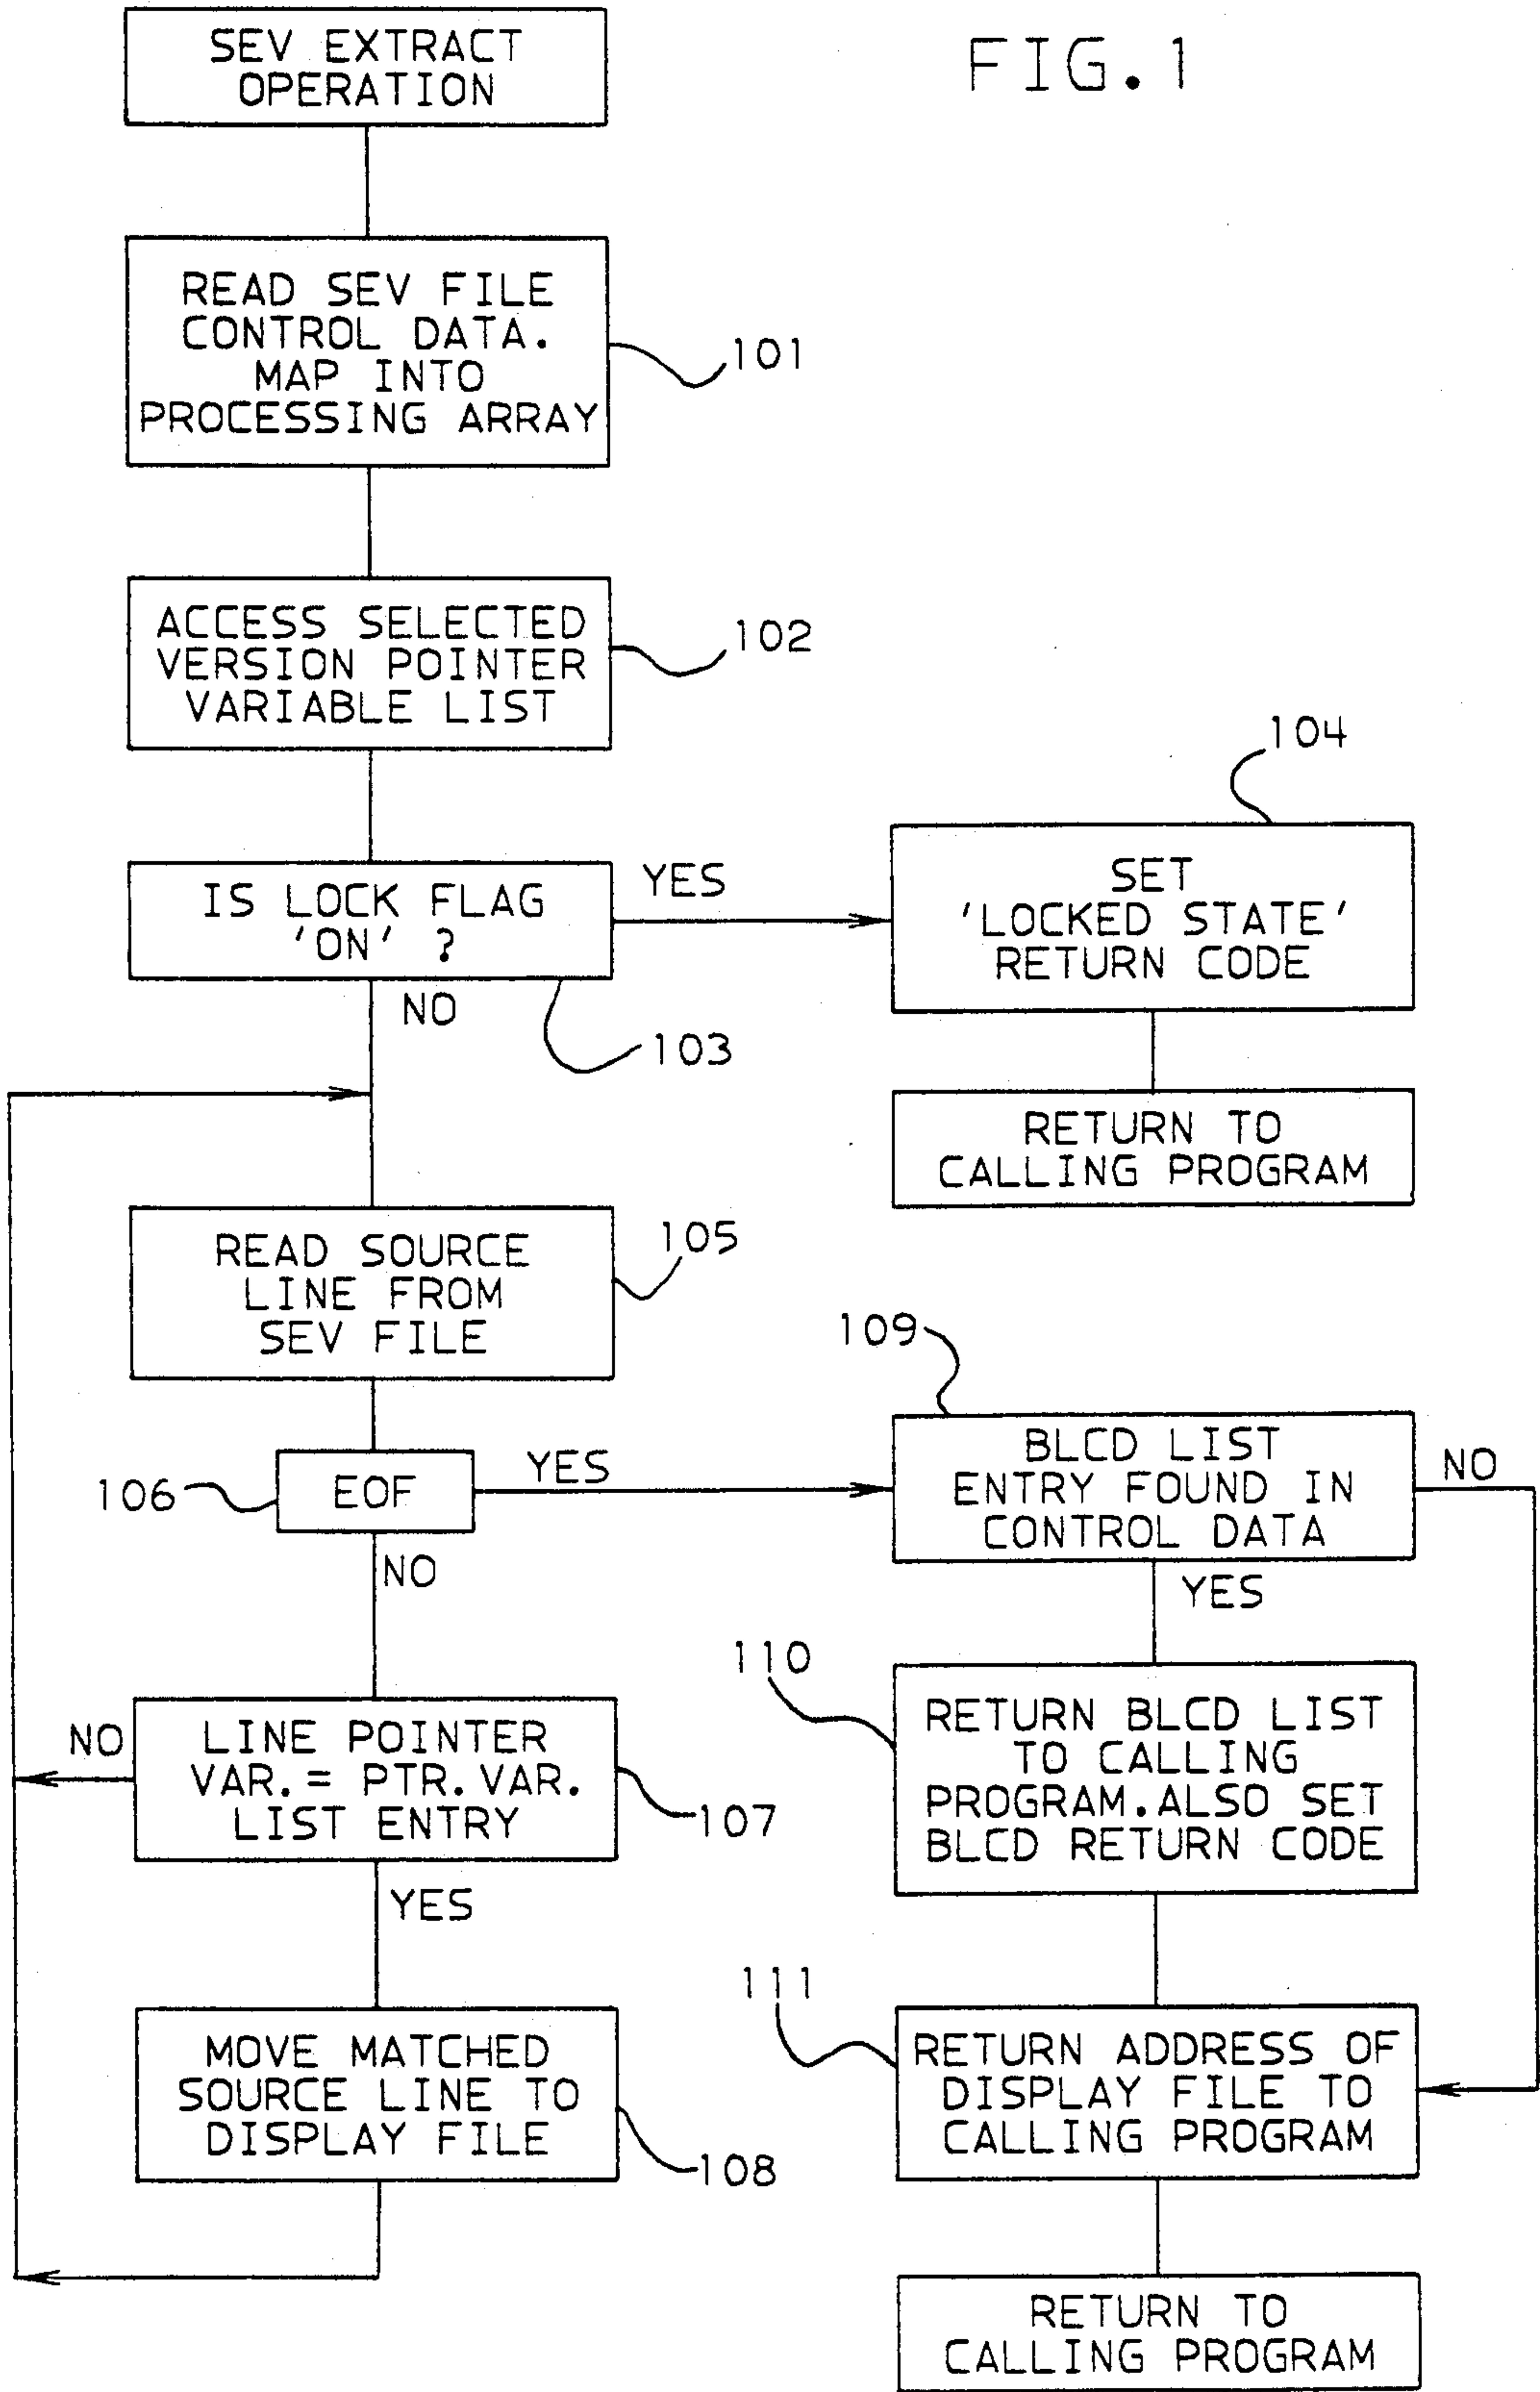 FIG.1
SEV EXTRACT
OPERATION
READ SEV FILE
CONTROL DATA.
MAP INTO
PROCESSING ARRAY
101
ACCESS SELECTED
VERSION POINTER
VARIABLE LIST
102
IS LOCK FLAG
'ON' ?
YES
NO
103
104
SET
'LOCKED STATE'
RETURN CODE
RETURN TO
CALLING PROGRAM
READ SOURCE
LINE FROM
SEV FILE
105
106
EOF
YES
NO
109
BLCD LIST
ENTRY FOUND IN
CONTROL DATA
NO
YES
LINE POINTER
VAR.= PTR.VAR.
LIST ENTRY
NO
107
YES
110
RETURN BLCD LIST
TO CALLING
PROGRAM.ALSO SET
BLCD RETURN CODE
MOVE MATCHED
SOURCE LINE TO
DISPLAY FILE
108
111
RETURN ADDRESS OF
DISPLAY FILE TO
CALLING PROGRAM
RETURN TO
CALLING PROGRAM